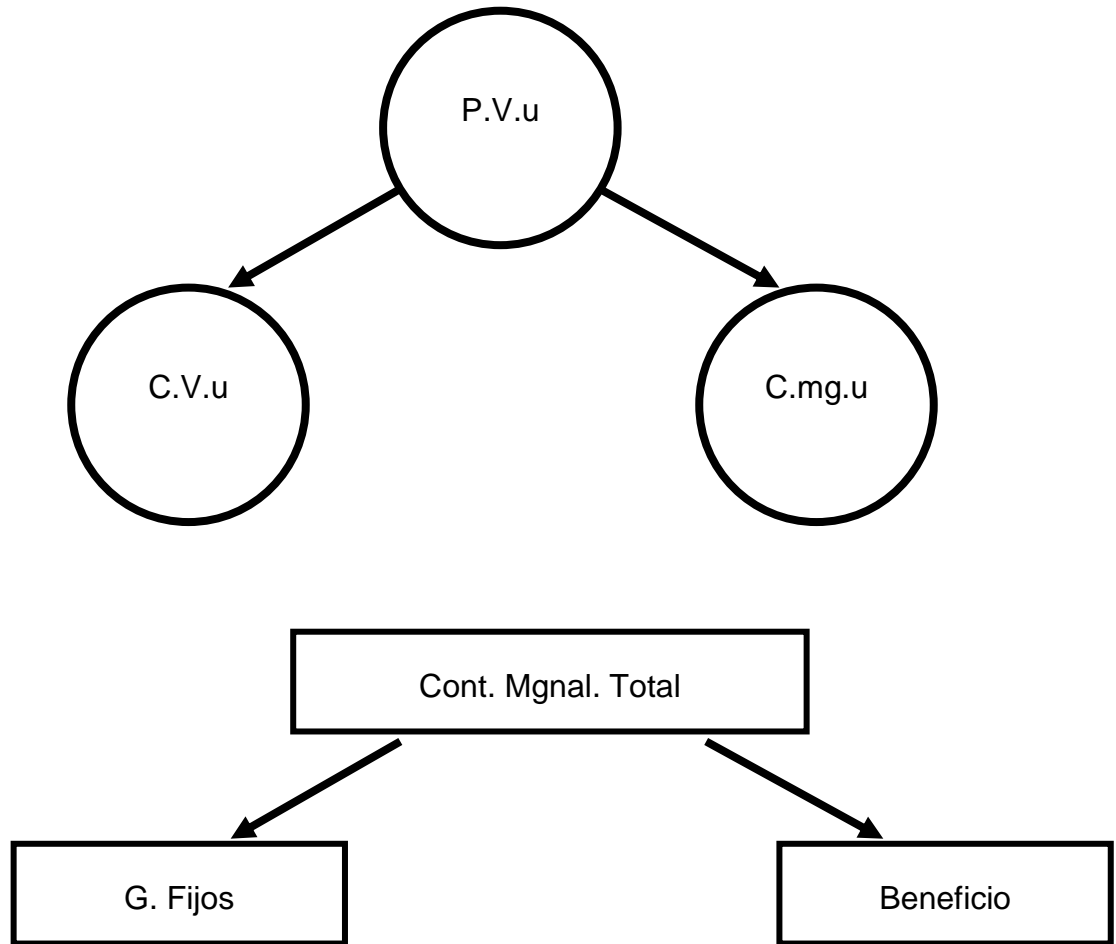 P.V.u
C.V.u
C.mg.u
Cont. Mgnal. Total
G. Fijos
Beneficio